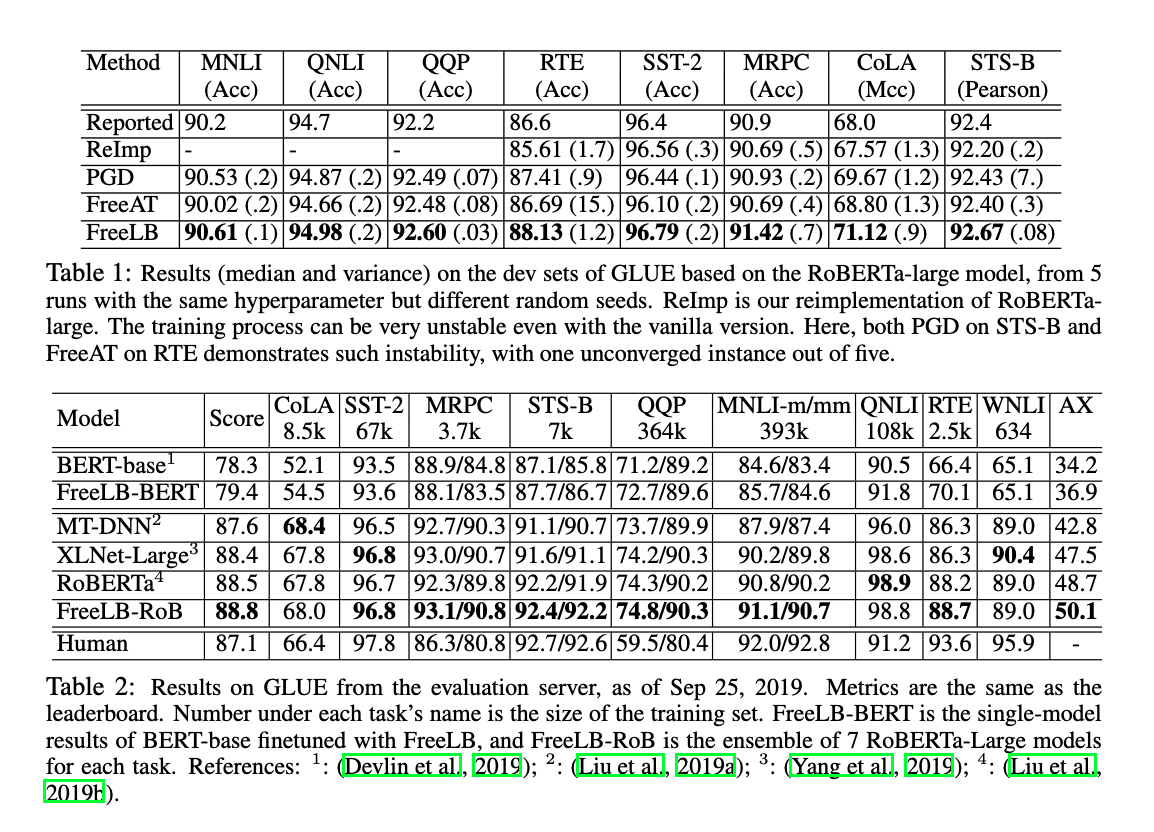 Method MNLI QNLI QQP RTE SST-2 MRPC CoLA STS-B
(Acc) (Acc) (Acc) (Acc) (Acc) (Acc) (Mcc) (Pearson)
Reported 90.2 94.7 92.2 86.6 96.4 90.9 68.0 92.4
ReImp - - - 85.61 (1.7) 96.56 (.3) 90.69 (.5) 67.57 (1.3) 92.20 (.2)
PGD 90.53 (.2) 94.87 (.2) 92.49 (.07) 87.41 (.9) 96.44 (.1) 90.93 (.2) 69.67 (1.2) 92.43 (7.)
FreeAT 90.02 (.2) 94.66 (.2) 92.48 (.08) 86.69 (15.) 96.10 (.2) 90.69 (.4) 68.80 (1.3) 92.40 (.3)
FreeLB 90.61 (.1) 94.98 (.2) 92.60 (.03) 88.13 (1.2) 96.79 (.2) 91.42 (.7) 71.12 (.9) 92.67 (.08)
Table 1: Results (median and variance) on the dev sets of GLUE based on the RoBERTa-large model, from 5
runs with the same hyperparameter but different random seeds. ReImp is our reimplementation of RoBERTa-
large. The training process can be very unstable even with the vanilla version. Here, both PGD on STS-B and
FreeAT on RTE demonstrates such instability, with one unconverged instance out of five.
Model Score CoLA SST-2 MRPC STS-B QQP MNLI-m/mm QNLI RTE WNLI AX
8.5k 67k 3.7k 7k 364k 393k 108k 2.5k 634
BERT-base¹ 78.3 52.1 93.5 88.9/84.8 87.1/85.8 71.2/89.2 84.6/83.4 90.5 66.4 65.1 34.2
FreeLB-BERT 79.4 54.5 93.6 88.1/83.5 87.7/86.7 72.7/89.6 85.7/84.6 91.8 70.1 65.1 36.9
MT-DNN² 87.6 68.4 96.5 92.7/90.3 91.1/90.7 73.7/89.9 87.9/87.4 96.0 86.3 89.0 42.8
XLNet-Large³ 88.4 67.8 96.8 93.0/90.7 91.6/91.1 74.2/90.3 90.2/89.8 98.6 86.3 90.4 47.5
RoBERTa⁴ 88.5 67.8 96.7 92.3/89.8 92.2/91.9 74.3/90.2 90.8/90.2 98.9 88.2 89.0 48.7
FreeLB-RoB 88.8 68.0 96.8 93.1/90.8 92.4/92.2 74.8/90.3 91.1/90.7 98.8 88.7 89.0 50.1
Human 87.1 66.4 97.8 86.3/80.8 92.7/92.6 59.5/80.4 92.0/92.8 91.2 93.6 95.9 -
Table 2: Results on GLUE from the evaluation server, as of Sep 25, 2019. Metrics are the same as the
leaderboard. Number under each task's name is the size of the training set. FreeLB-BERT is the single-model
results of BERT-base finetuned with FreeLB, and FreeLB-RoB is the ensemble of 7 RoBERTa-Large models
for each task. References: ¹: (Devlin et al., 2019); ²: (Liu et al., 2019a); ³: (Yang et al., 2019); ⁴: (Liu et al.,
2019b).